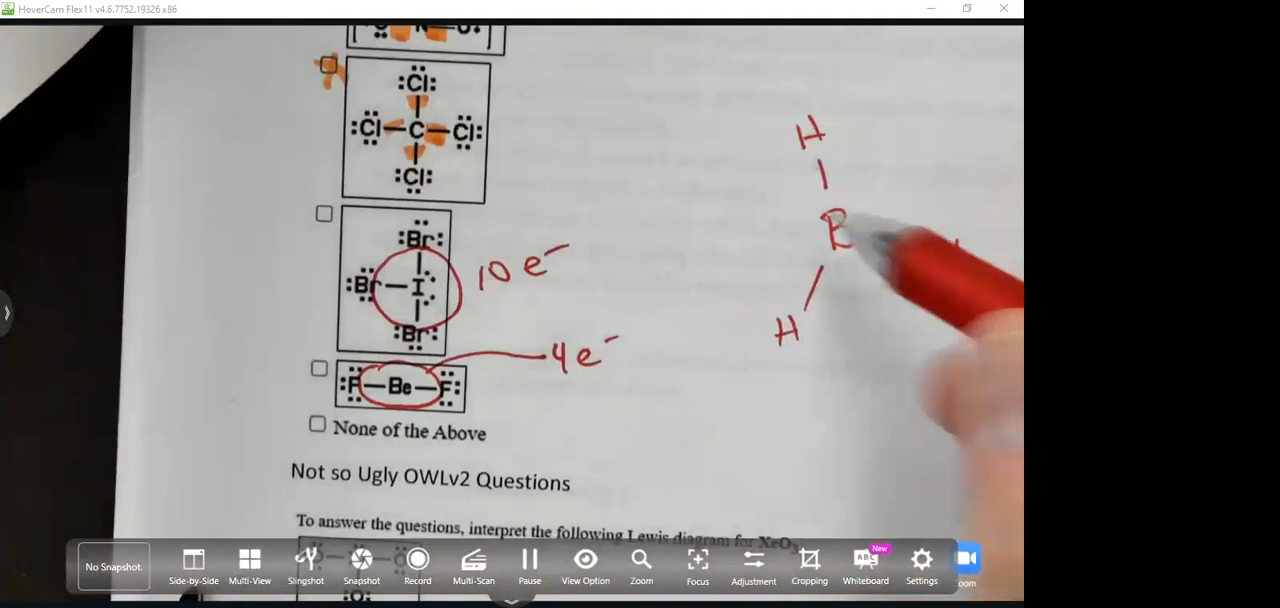 HoverCam Flex11 v4.6.7752.19326 x86
:Cl:
:Cl—C—Cl:
:Cl:
:Br:
:Br—I:
:Br:
10 e⁻
:F—Be—F:
4e⁻
None of the Above
H
B
H
Not so Ugly OWLv2 Questions
To answer the questions, interpret the following Lewis diagram for XeO₃.
No Snapshot.
Side-by-Side
Multi-View
Slingshot
Snapshot
Record
Multi-Scan
Pause
View Option
Zoom
Focus
Adjustment
Cropping
New
ABC
Whiteboard
Settings
:O: